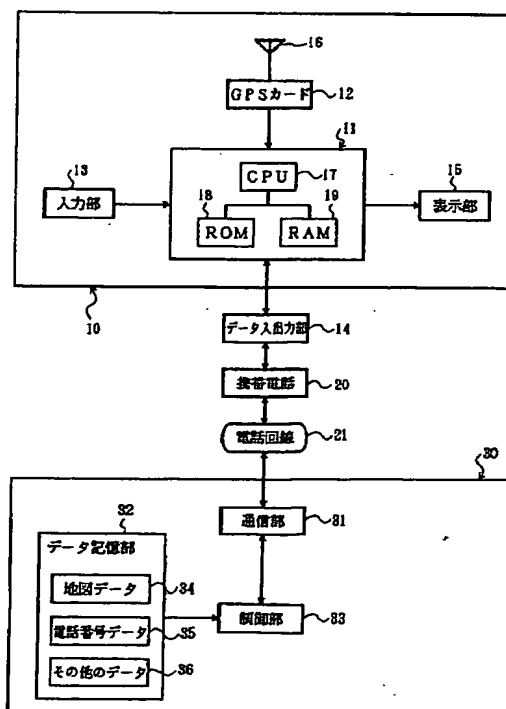 16
GPSカード 12
11
CPU 17
13
入力部
18
ROM
19
RAM
15
表示部
10
データ入出力部 14
携帯電話 20
電話回線 21
30
通信部 31
32
データ記憶部
地図データ 34
電話番号データ 35
その他のデータ 36
制御部 33